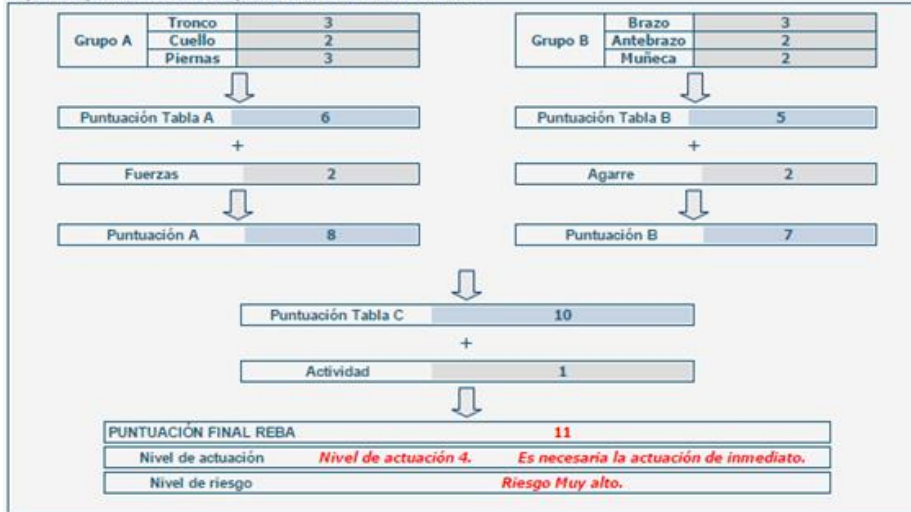 Tronco 3
Grupo A Cuello 2
Piernas 3
Brazo 3
Grupo B Antebrazo 2
Muñeca 2
Puntuación Tabla A 6
Puntuación Tabla B 5
+
+
Fuerzas 2
Agarre 2
Puntuación A 8
Puntuación B 7
Puntuación Tabla C 10
+
Actividad 1
PUNTUACIÓN FINAL REBA 11
Nivel de actuación Nivel de actuación 4. Es necesaria la actuación de inmediato.
Nivel de riesgo Riesgo Muy alto.